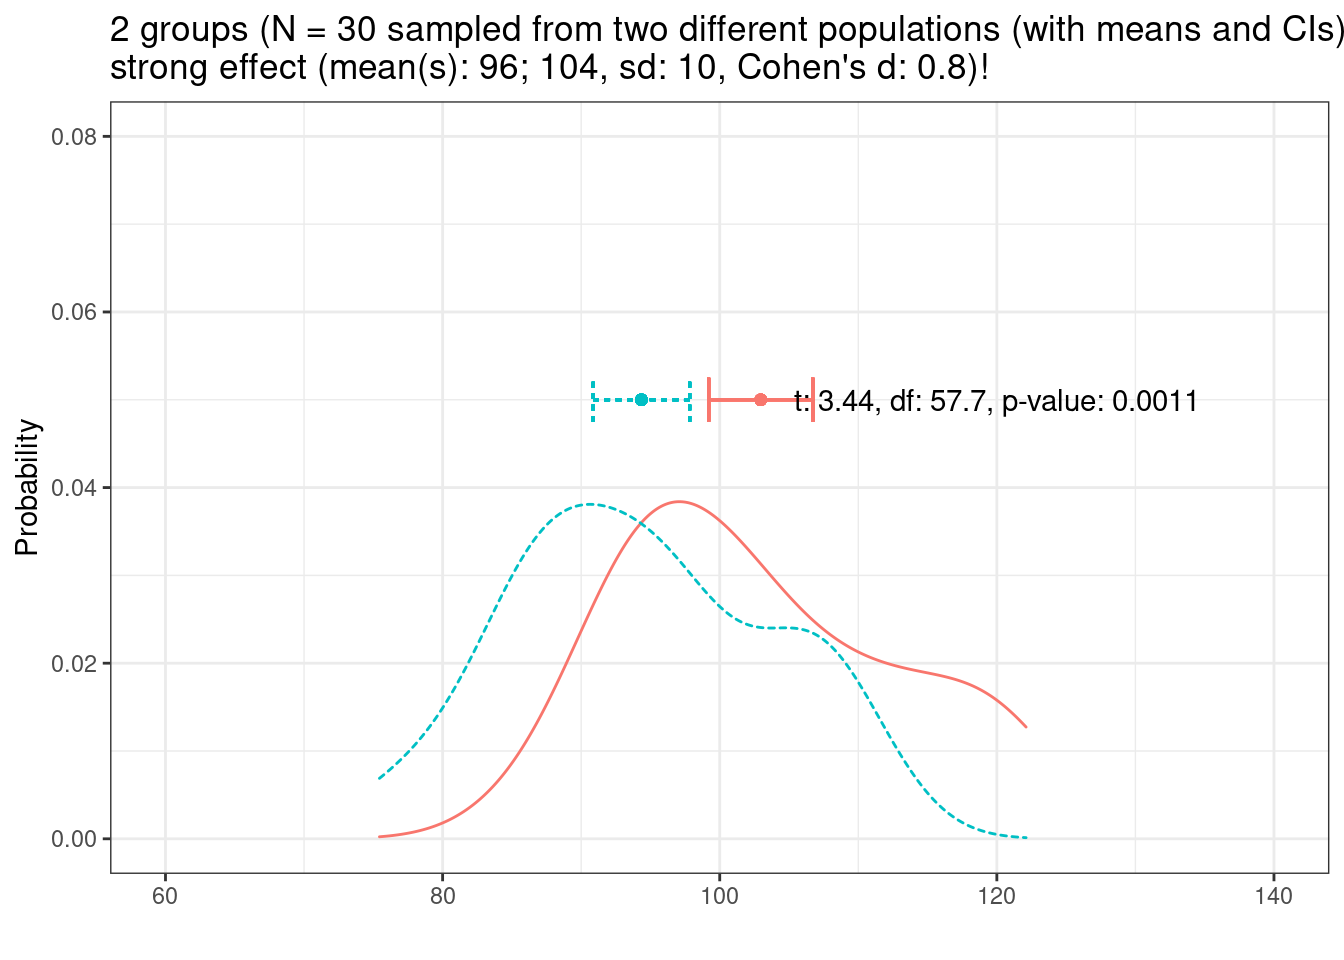 2 groups (N = 30 sampled from two different populations (with means and CIs)
strong effect (mean(s): 96; 104, sd: 10, Cohen's d: 0.8)!
0.08
0.06
t: 3.44, df: 57.7, p-value: 0.0011
0.04
Probability
0.02
0.00
60 80 100 120 140